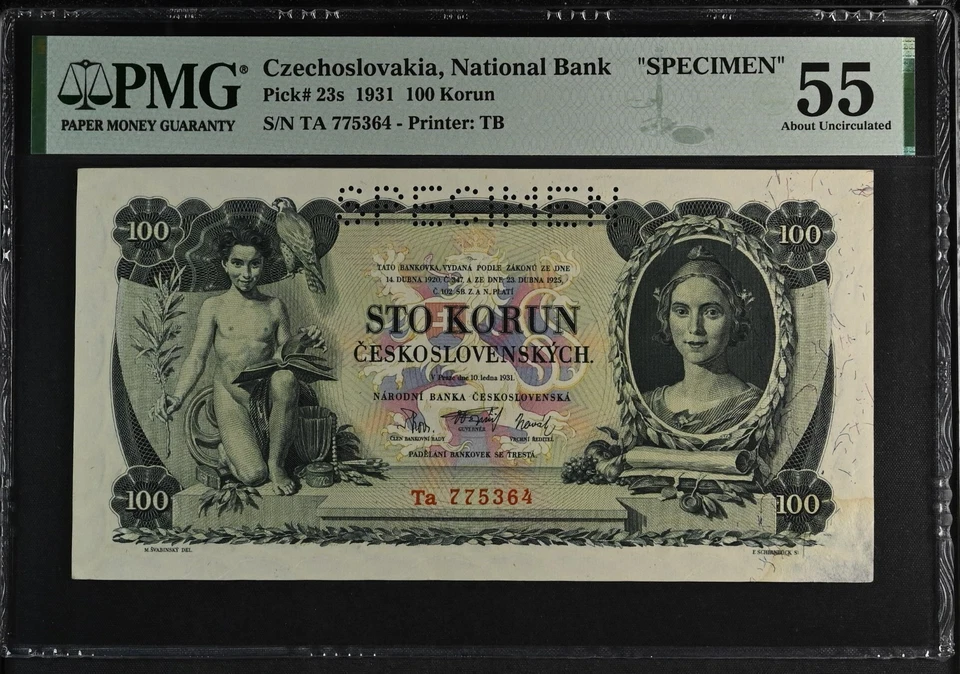 PMG®
PAPER MONEY GUARANTY
Czechoslovakia, National Bank "SPECIMEN"
Pick# 23s 1931 100 Korun
S/N TA 775364 - Printer: TB
55
About Uncirculated
SPECIMEN
100
100
TATO BANKOVKA, VYDANÁ PODLE ZÁKONŮ ZE DNE
14. DUBNA 1920, Č. 347, A ZE DNE 23. DUBNA 1925,
Č. 102, SB. Z. A N., PLATÍ
STO KORUN
ČESKOSLOVENSKÝCH.
V Praze dne 10. ledna 1931.
NÁRODNÍ BANKA ČESKOSLOVENSKÁ
ČLEN BANKOVNÍ RADY
GUVERNÉR
VRCHNÍ ŘEDITEL
PADĚLÁNÍ BANKOVEK SE TRESTÁ.
Ta 775364
100
100
M. ŠVABINSKÝ DEL.